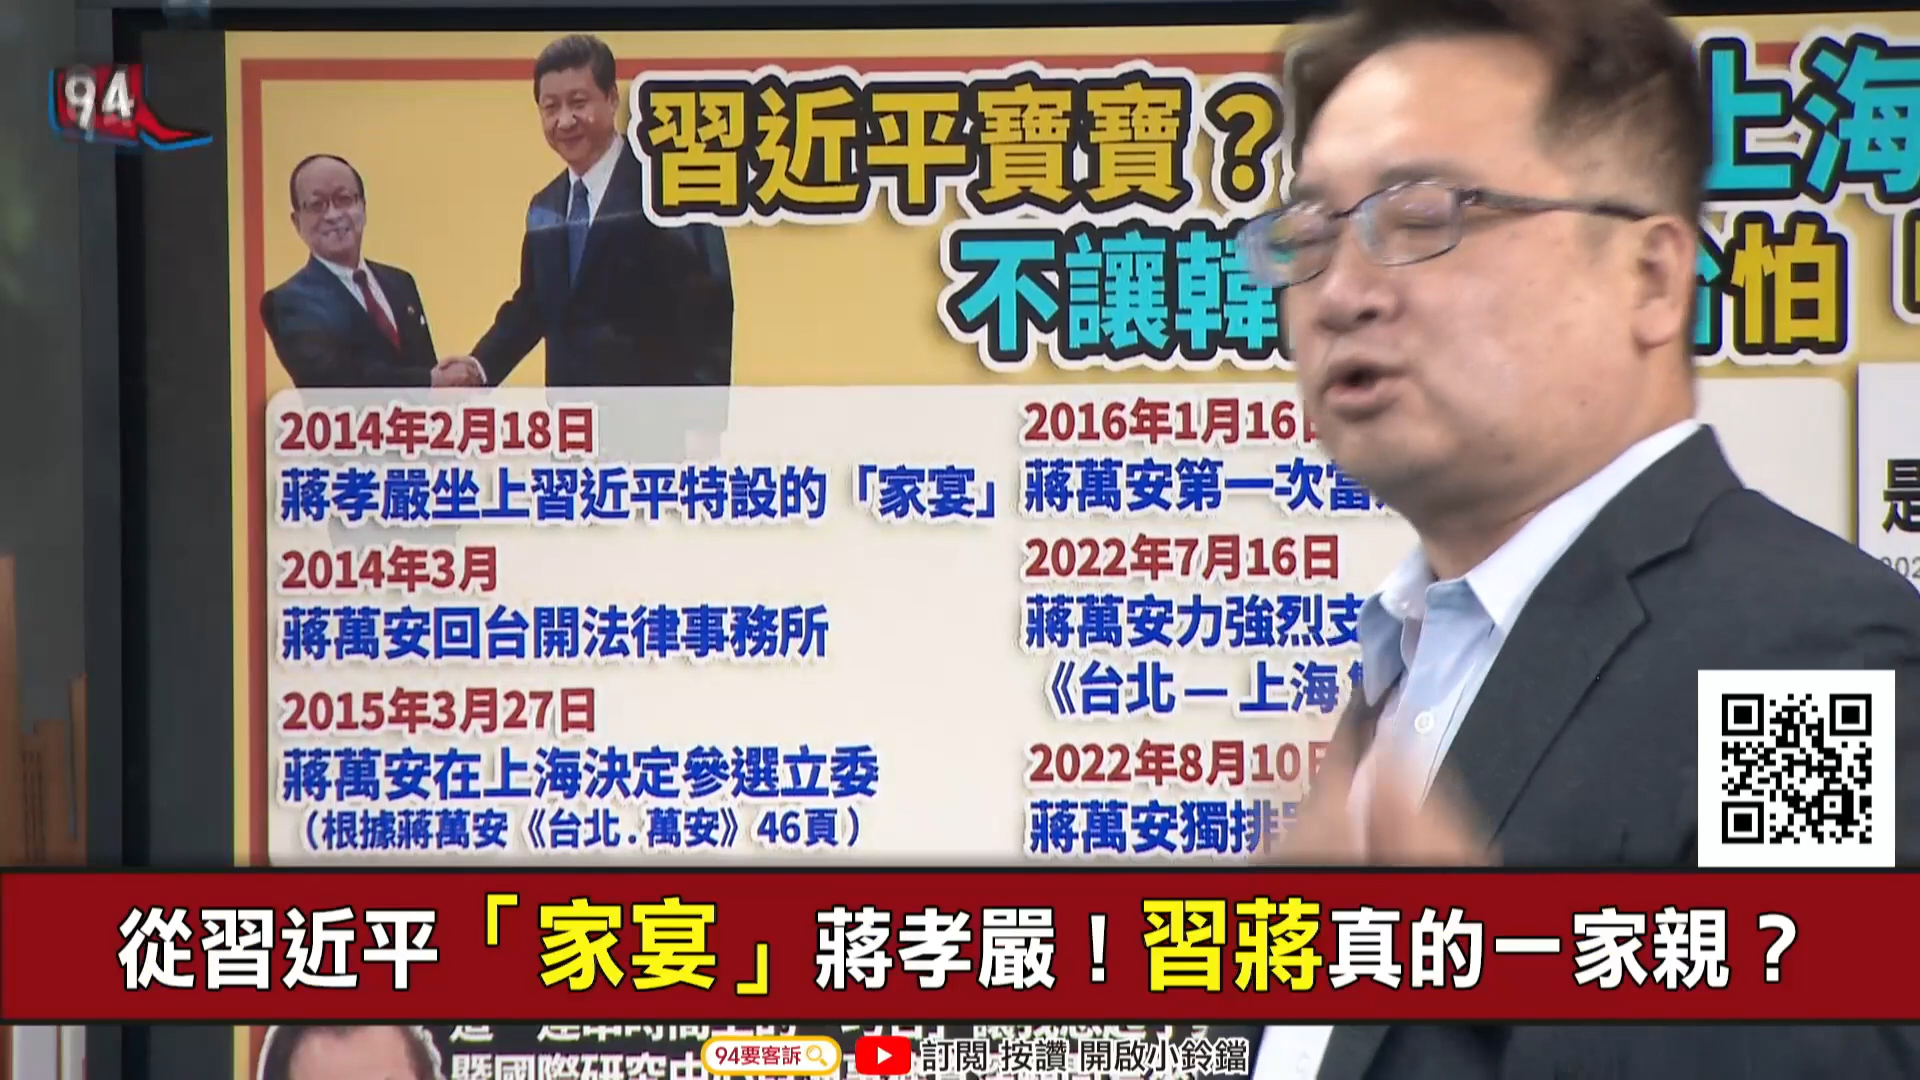 94
習近平寶寶？
上海
不讓韓
怕「
2014年2月18日
蔣孝嚴坐上習近平特設的「家宴」
2014年3月
蔣萬安回台開法律事務所
2015年3月27日
蔣萬安在上海決定參選立委
（根據蔣萬安《台北.萬安》46頁）
2016年1月16日
蔣萬安第一次當
2022年7月16日
蔣萬安力強烈支
《台北—上海
2022年8月10日
蔣萬安獨排
是
從習近平「家宴」蔣孝嚴！習蔣真的一家親？
94要客訴
訂閱 按讚 開啟小鈴鐺